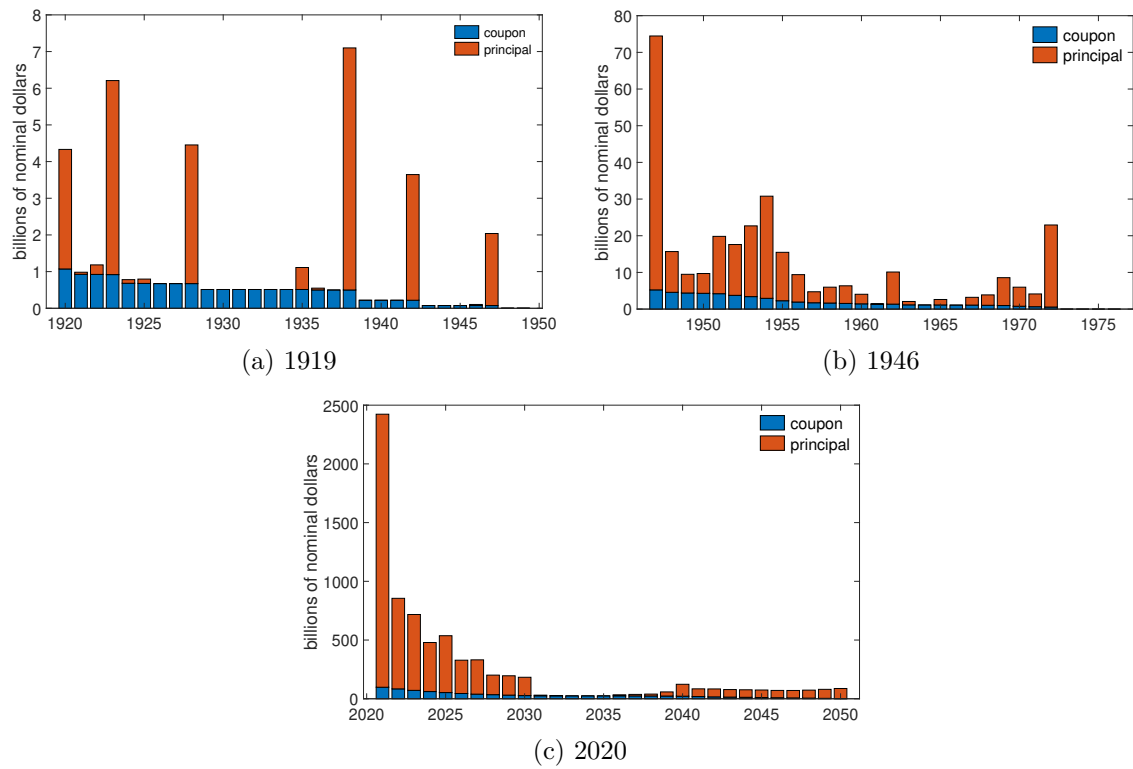 billions of nominal dollars
8
7
6
5
4
3
2
1
0
1920 1925 1930 1935 1940 1945 1950
coupon
principal
(a) 1919
billions of nominal dollars
80
70
60
50
40
30
20
10
0
1950 1955 1960 1965 1970 1975
coupon
principal
(b) 1946
billions of nominal dollars
2500
2000
1500
1000
500
0
2020 2025 2030 2035 2040 2045 2050
coupon
principal
(c) 2020